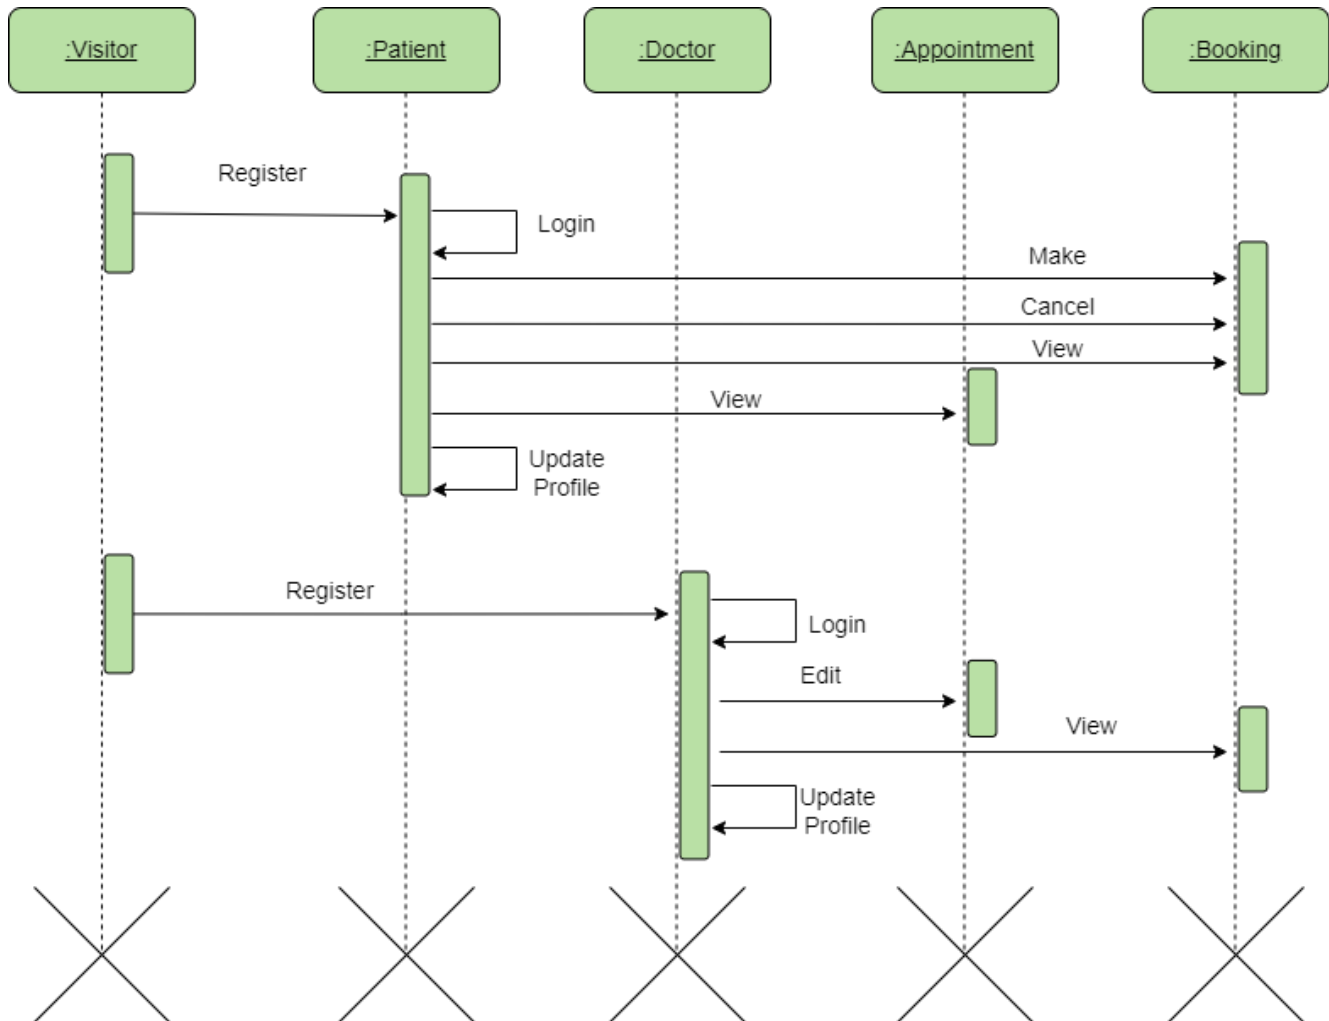 :Visitor
:Patient
:Doctor
:Appointment
:Booking
Register
Login
Make
Cancel
View
View
Update
Profile
Register
Login
Edit
View
Update
Profile